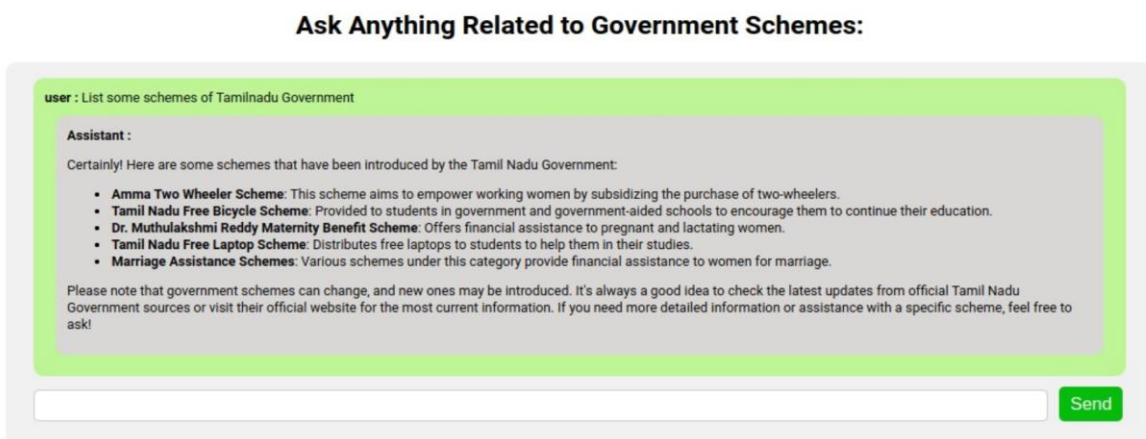 Ask Anything Related to Government Schemes:
user : List some schemes of Tamilnadu Government
Assistant :
Certainly! Here are some schemes that have been introduced by the Tamil Nadu Government:
• Amma Two Wheeler Scheme: This scheme aims to empower working women by subsidizing the purchase of two-wheelers.
• Tamil Nadu Free Bicycle Scheme: Provided to students in government and government-aided schools to encourage them to continue their education.
• Dr. Muthulakshmi Reddy Maternity Benefit Scheme: Offers financial assistance to pregnant and lactating women.
• Tamil Nadu Free Laptop Scheme: Distributes free laptops to students to help them in their studies.
• Marriage Assistance Schemes: Various schemes under this category provide financial assistance to women for marriage.
Please note that government schemes can change, and new ones may be introduced. It's always a good idea to check the latest updates from official Tamil Nadu
Government sources or visit their official website for the most current information. If you need more detailed information or assistance with a specific scheme, feel free to
ask!
Send